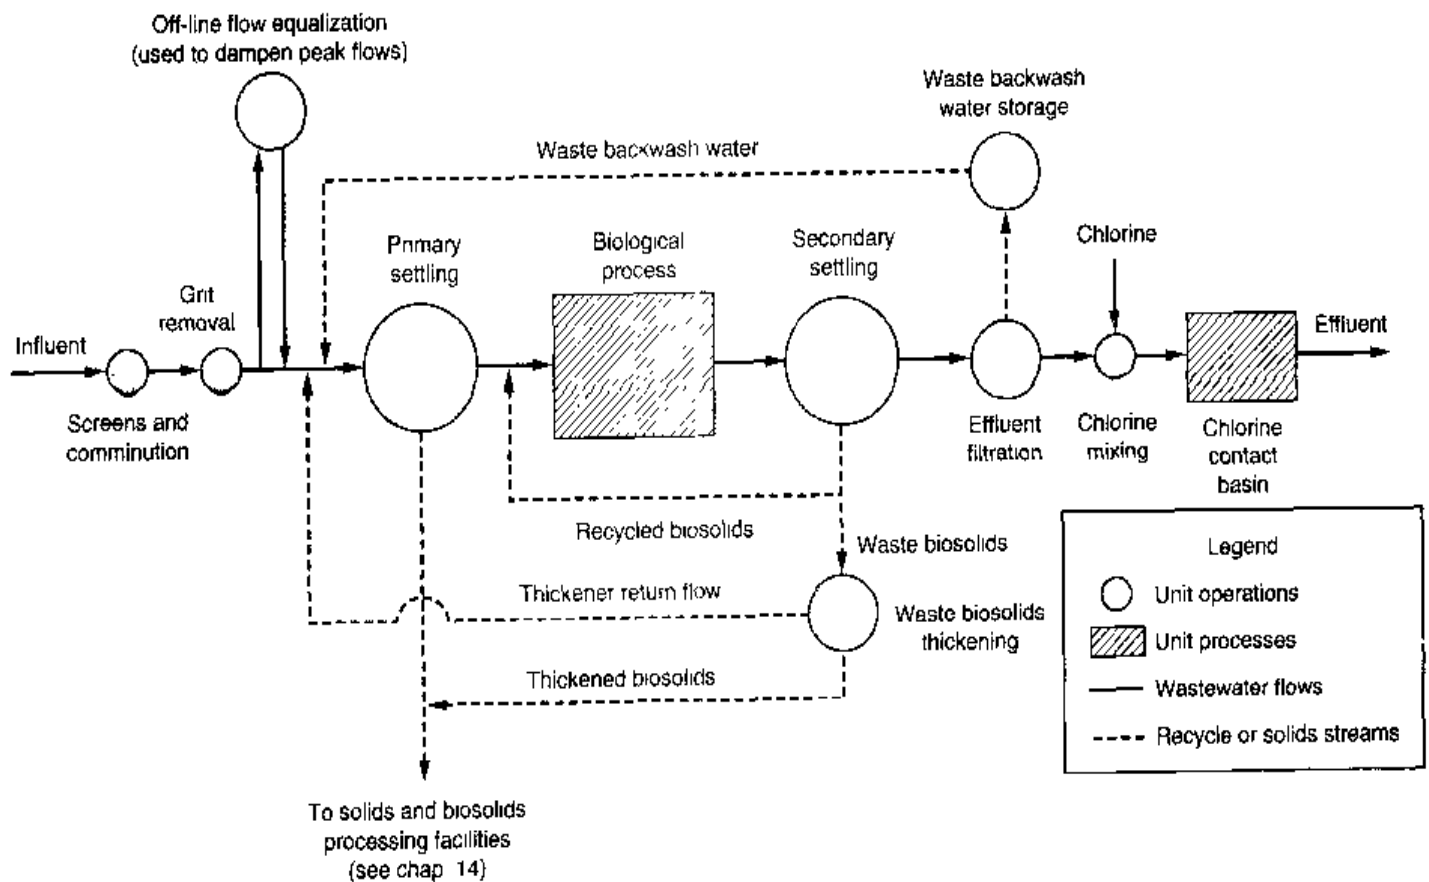 Off-line flow equalization
(used to dampen peak flows)
Waste backwash
water storage
Waste backwash water
Primary
settling
Biological
process
Secondary
settling
Chlorine
Grit
removal
Influent
Effluent
Screens and
comminution
Effluent
filtration
Chlorine
mixing
Chlorine
contact
basin
Recycled biosolids
Waste biosolids
Thickener return flow
Waste biosolids
thickening
Thickened biosolids
To solids and biosolids
processing facilities
(see chap 14)
Legend
Unit operations
Unit processes
Wastewater flows
Recycle or solids streams